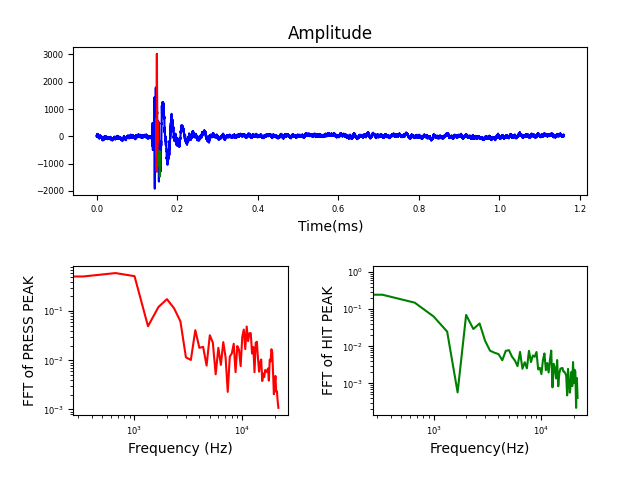 Amplitude
3000
2000
1000
0
−1000
−2000
0.0 0.2 0.4 0.6 0.8 1.0 1.2
Time(ms)
FFT of PRESS PEAK
10⁻¹
10⁻²
10⁻³
10³ 10⁴
Frequency (Hz)
FFT of HIT PEAK
10⁰
10⁻¹
10⁻²
10⁻³
10³ 10⁴
Frequency(Hz)